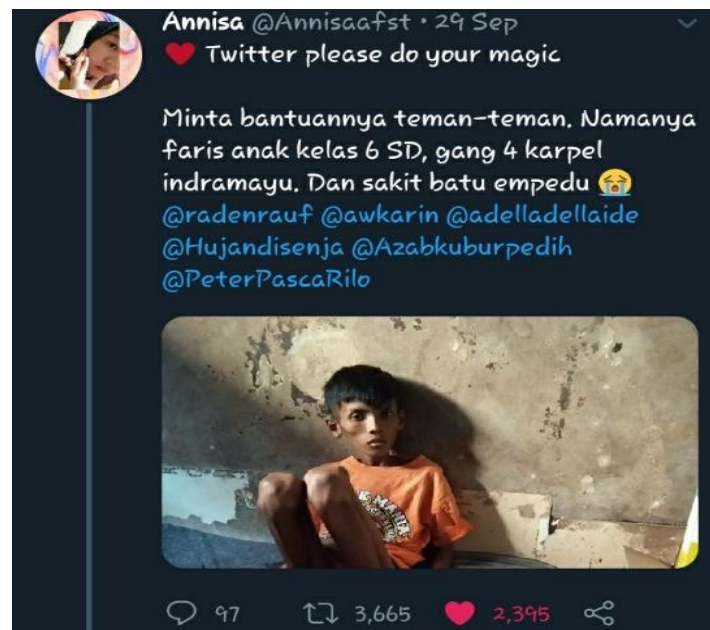 Annisa @Annisaafst · 29 Sep
❤ Twitter please do your magic
Minta bantuannya teman-teman. Namanya
faris anak kelas 6 SD, gang 4 karpel
indramayu. Dan sakit batu empedu 😭
@radenrauf @awkarin @adelladellaide
@Hujandisenja @Azabkuburpedih
@PeterPascaRilo
97 3,665 2,395